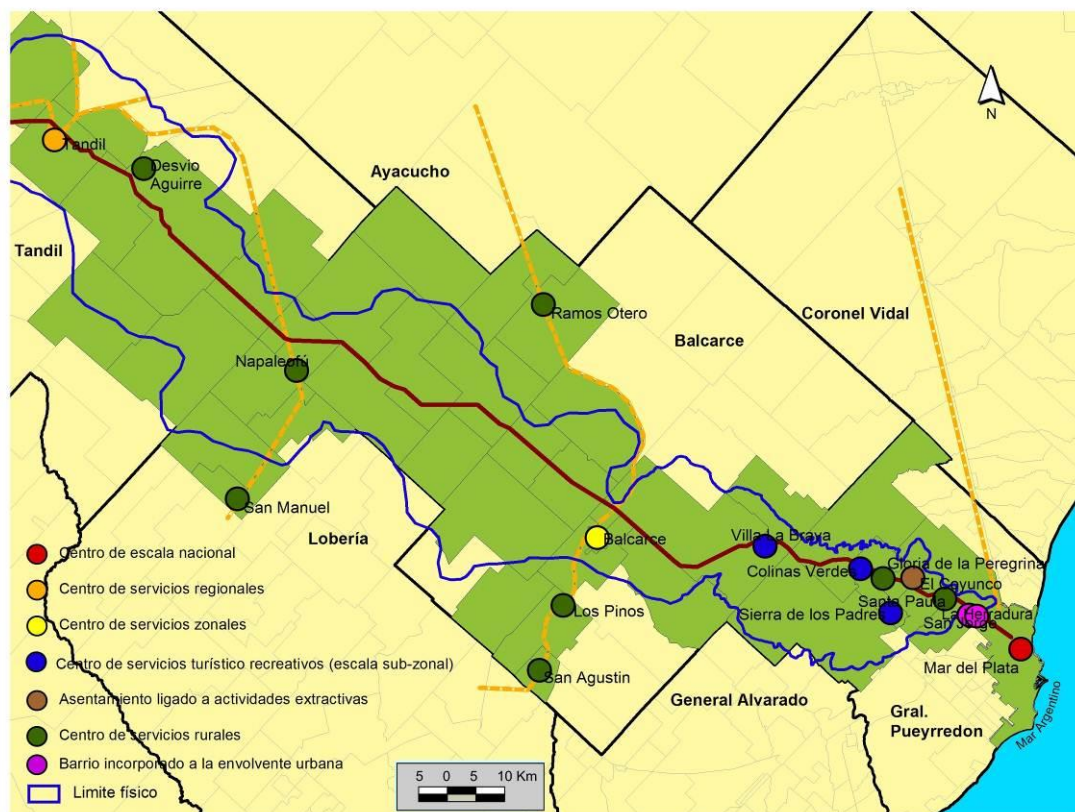 N
Tandil
Desvio
Aguirre
Ayacucho
Tandil
Ramos Otero
Coronel Vidal
Balcarce
Napaleofú
San Manuel
Lobería
Balcarce
Villa La Brava
Gloria de la Peregrina
Colinas Verdes
El Coyunco
Santa Paula
Los Pinos
Sierra de los Padres
La Herradura
San Jorge
Mar del Plata
San Agustin
General Alvarado
Gral.
Pueyrredon
Mar Argentino
Centro de escala nacional
Centro de servicios regionales
Centro de servicios zonales
Centro de servicios turístico recreativos (escala sub-zonal)
Asentamiento ligado a actividades extractivas
Centro de servicios rurales
Barrio incorporado a la envolvente urbana
Limite físico
5 0 5 10 Km